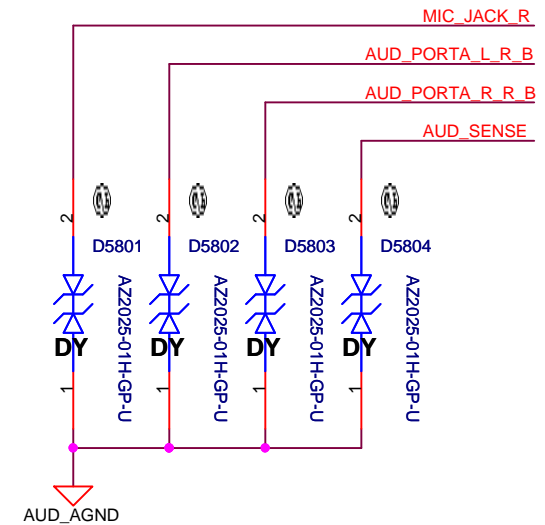 MIC_JACK_R
AUD_PORTA_L_R_B
AUD_PORTA_R_R_B
AUD_SENSE
2 2 2 2
D5801 D5802 D5803 D5804
AZ2025-01H-GP-U AZ2025-01H-GP-U AZ2025-01H-GP-U AZ2025-01H-GP-U
DY DY DY DY
1 1 1 1
AUD_AGND